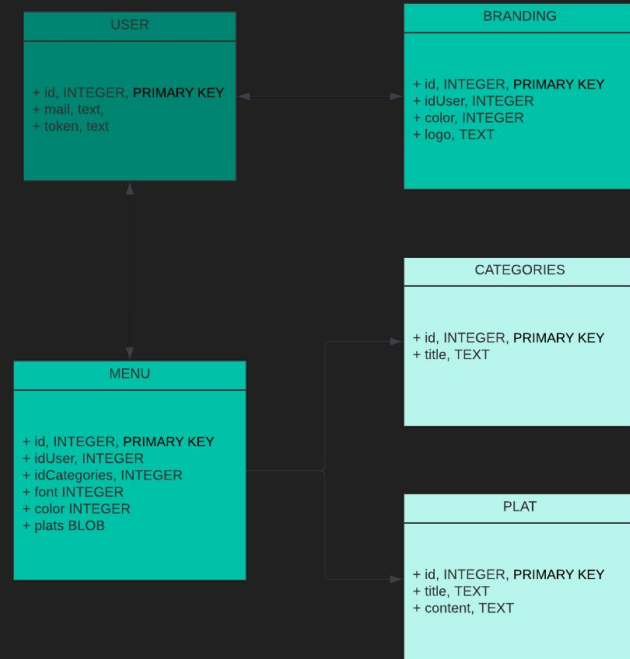 USER
+ id, INTEGER, PRIMARY KEY
+ mail, text,
+ token, text
BRANDING
+ id, INTEGER, PRIMARY KEY
+ idUser, INTEGER
+ color, INTEGER
+ logo, TEXT
CATEGORIES
+ id, INTEGER, PRIMARY KEY
+ title, TEXT
MENU
+ id, INTEGER, PRIMARY KEY
+ idUser, INTEGER
+ idCategories, INTEGER
+ font INTEGER
+ color INTEGER
+ plats BLOB
PLAT
+ id, INTEGER, PRIMARY KEY
+ title, TEXT
+ content, TEXT